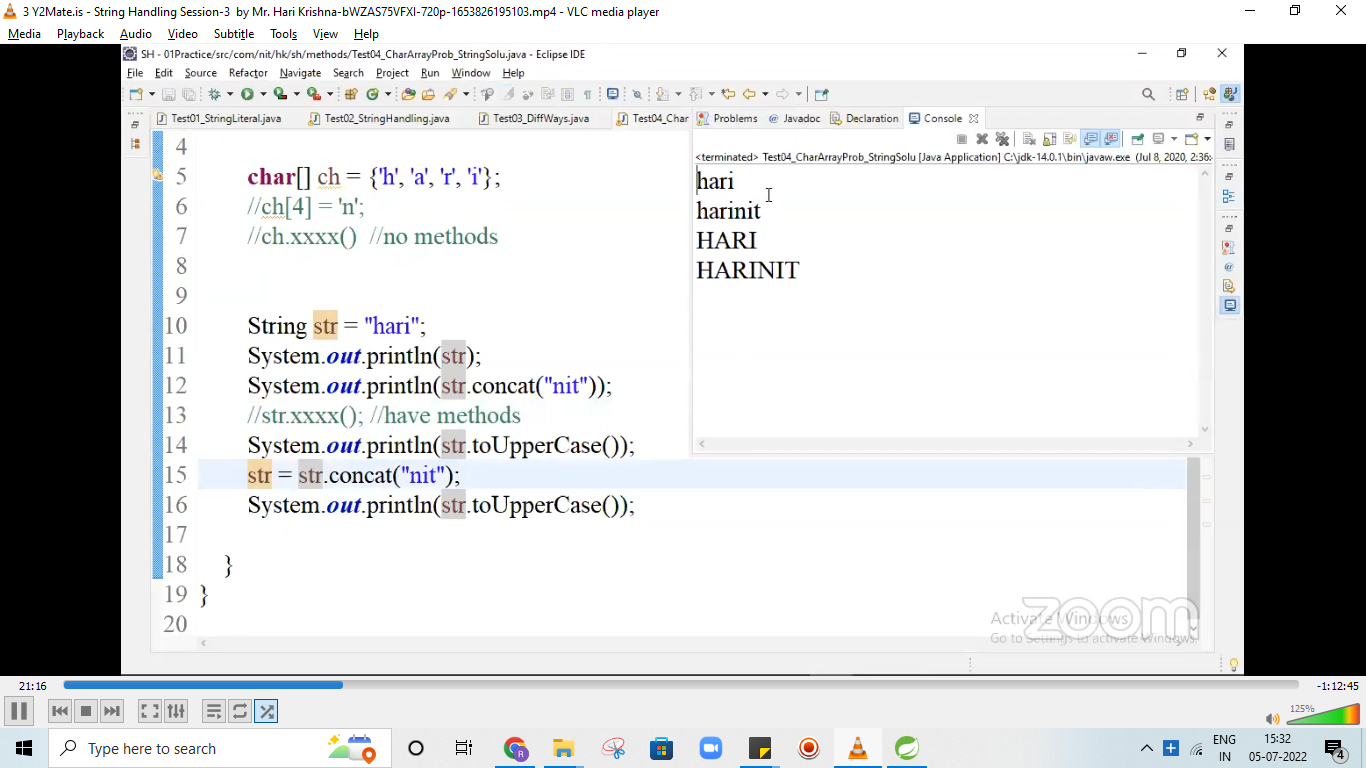 3 Y2Mate.is - String Handling Session-3  by Mr. Hari Krishna-bWZAS75VFXI-720p-1653826195103.mp4 - VLC media player
Media Playback Audio Video Subtitle Tools View Help
SH - 01Practice/src/com/nit/hk/sh/methods/Test04_CharArrayProb_StringSolu.java - Eclipse IDE
File Edit Source Refactor Navigate Search Project Run Window Help
Test01_StringLiteral.java Test02_StringHandling.java Test03_DiffWays.java Test04_Char
Problems @ Javadoc Declaration Console
<terminated> Test04_CharArrayProb_StringSolu [Java Application] C:\jdk-14.0.1\bin\javaw.exe (Jul 8, 2020, 2:36:
hari
harinit
HARI
HARINIT
4
5 char[] ch = {'h', 'a', 'r', 'i'};
6 //ch[4] = 'n';
7 //ch.xxxx()  //no methods
8
9
10 String str = "hari";
11 System.out.println(str);
12 System.out.println(str.concat("nit"));
13 //str.xxxx(); //have methods
14 System.out.println(str.toUpperCase());
15 str = str.concat("nit");
16 System.out.println(str.toUpperCase());
17
18 }
19 }
20
zoom
Activate Windows
Go to Settings to activate Windows.
21:16 -1:12:45
125%
Type here to search
ENG 15:32
IN 05-07-2022
4